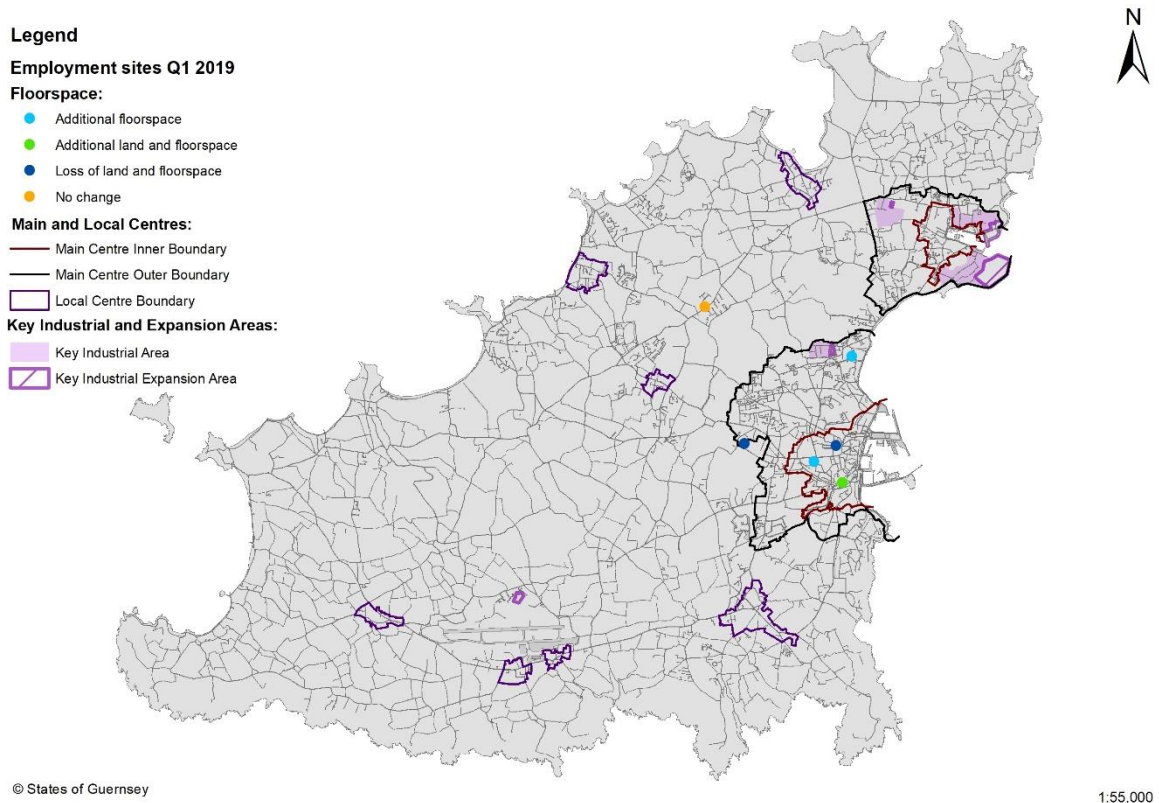 Legend
Employment sites Q1 2019
Floorspace:
Additional floorspace
Additional land and floorspace
Loss of land and floorspace
No change
Main and Local Centres:
Main Centre Inner Boundary
Main Centre Outer Boundary
Local Centre Boundary
Key Industrial and Expansion Areas:
Key Industrial Area
Key Industrial Expansion Area
N
© States of Guernsey
1:55,000